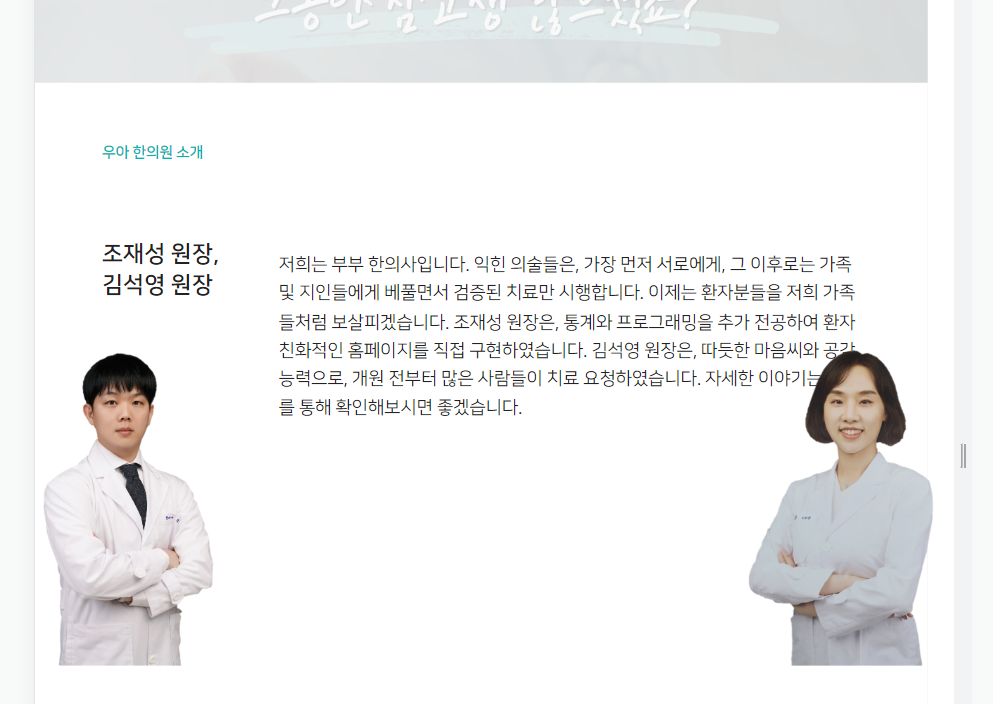 않으셨죠?
우아 한의원 소개
조재성 원장,
김석영 원장
저희는 부부 한의사입니다. 익힌 의술들은, 가장 먼저 서로에게, 그 이후로는 가족
및 지인들에게 베풀면서 검증된 치료만 시행합니다. 이제는 환자분들을 저희 가족
들처럼 보살피겠습니다. 조재성 원장은, 통계와 프로그래밍을 추가 전공하여 환자
친화적인 홈페이지를 직접 구현하였습니다. 김석영 원장은, 따듯한 마음씨와 공감
능력으로, 개원 전부터 많은 사람들이 치료 요청하였습니다. 자세한 이야기는
를 통해 확인해보시면 좋겠습니다.